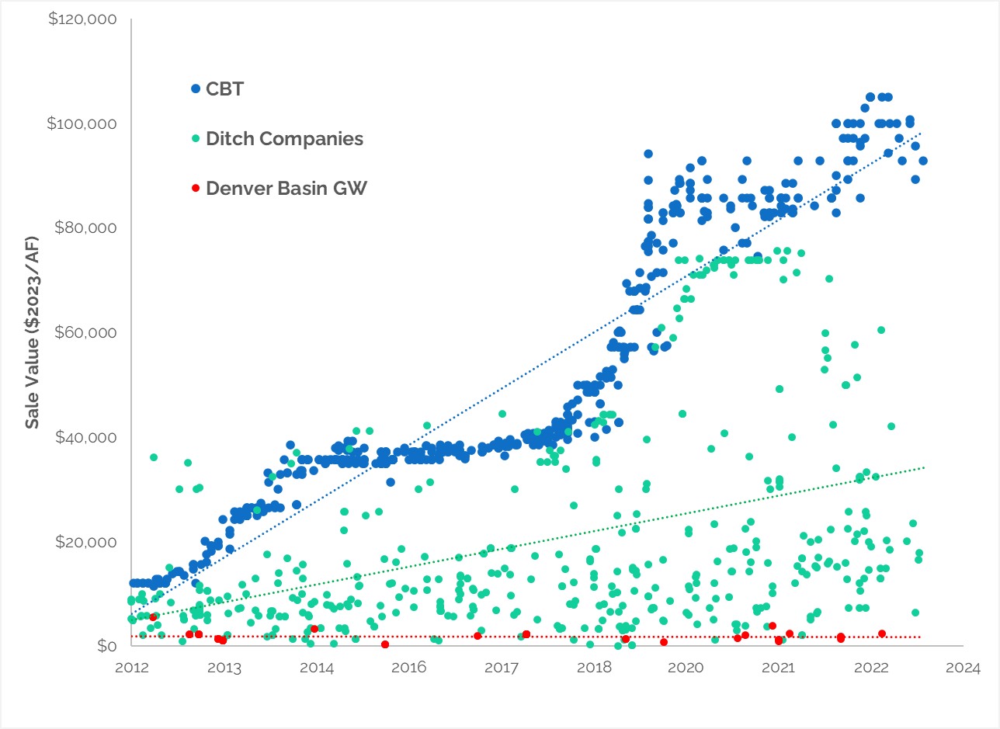 $120,000
$100,000
$80,000
$60,000
$40,000
$20,000
$0
Sale Value ($2023/AF)
CBT
Ditch Companies
Denver Basin GW
2012 2013 2014 2016 2017 2018 2020 2021 2022 2024